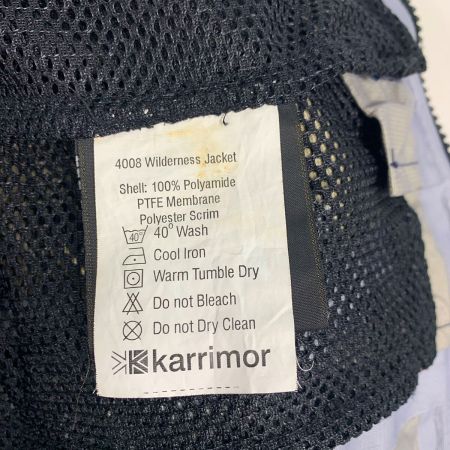 4008 Wilderness Jacket
Shell: 100% Polyamide
PTFE Membrane
Polyester Scrim
40° 40° Wash
Cool Iron
Warm Tumble Dry
Do not Bleach
Do not Dry Clean
karrimor